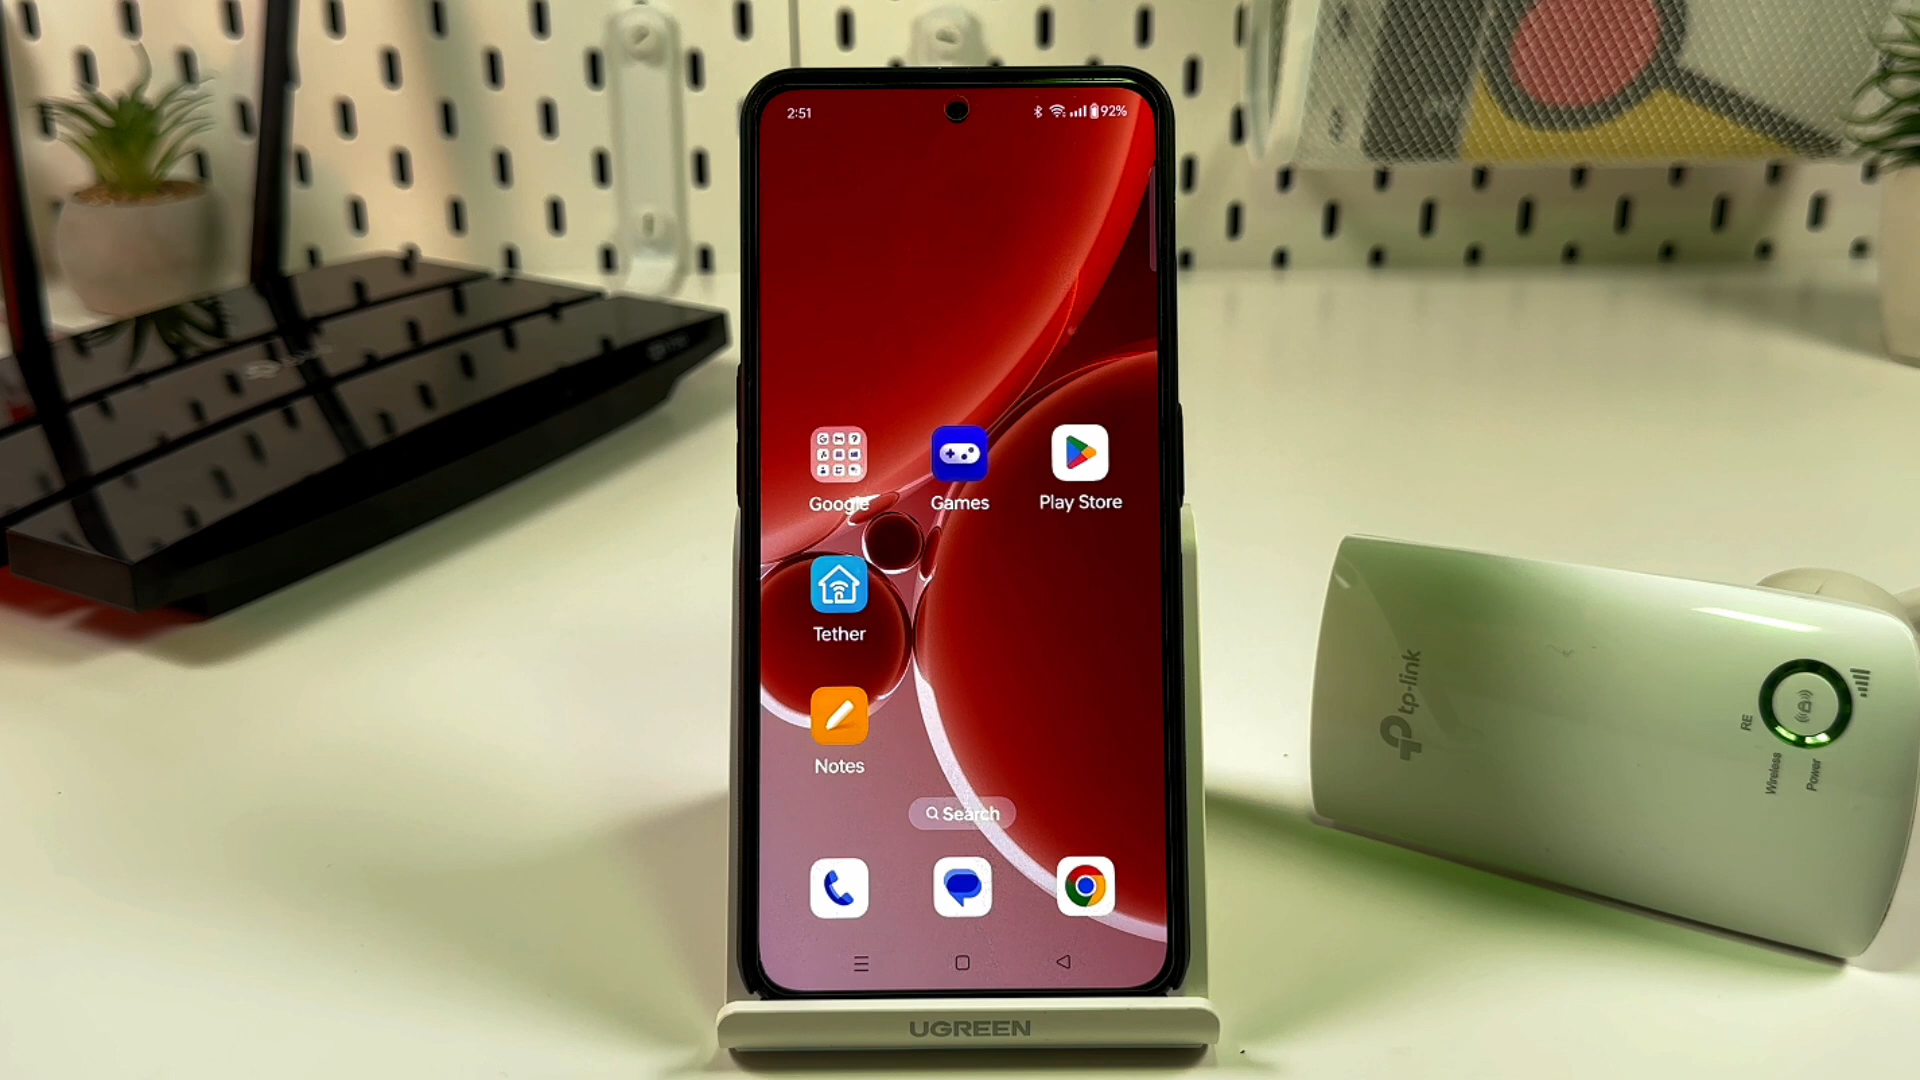 2:51
92%
Google
Games
Play Store
Tether
Notes
Search
UGREEN
tp-link
RE
Wireless
Power